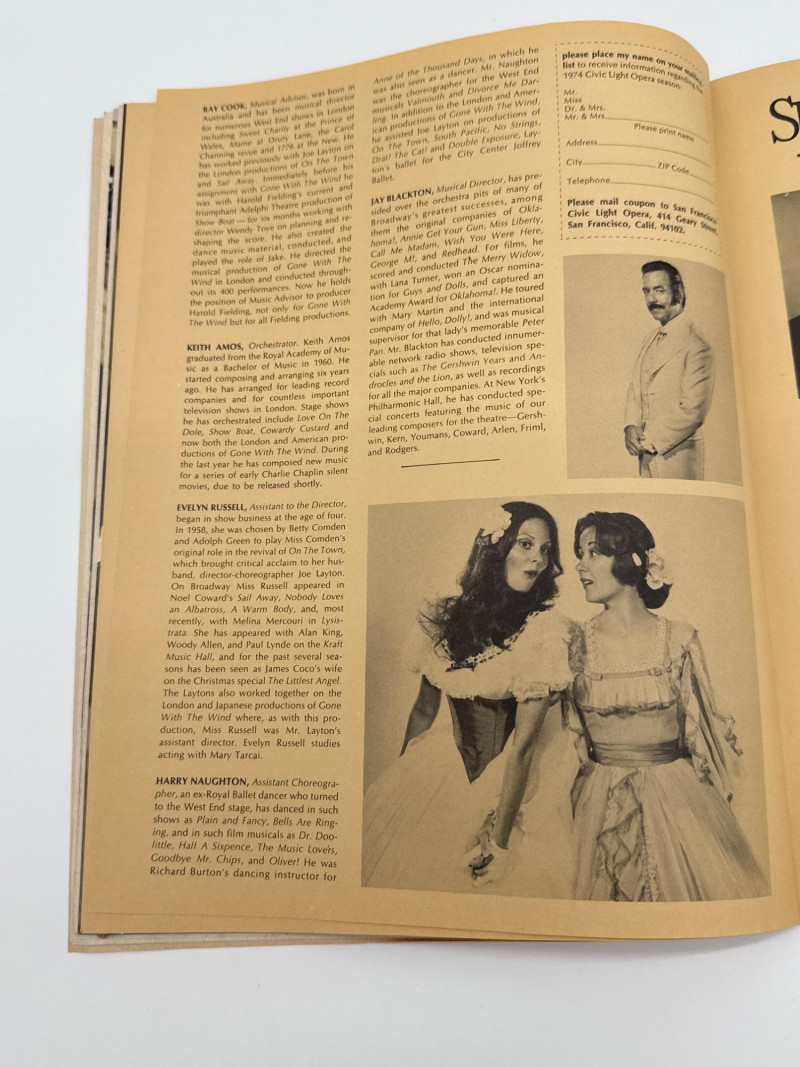 RAY COOK, Musical Advisor, was born in
Australia and has been musical director
for numerous West End shows in London
including Sweet Charity at the Prince of
Wales, Mame at Drury Lane, the Carol
Channing revue and 1776 at the New. He
has worked previously with Joe Layton on
the London productions of On The Town
and Sail Away. Immediately before his
assignment with Gone With The Wind he
was with Harold Fielding's current and
triumphant Adelphi Theatre production of
Show Boat — for six months working with
director Wendy Toye on planning and re-
shaping the score. He also created the
dance music material, conducted, and
played the role of Jake. He directed the
musical production of Gone With The
Wind in London and conducted through-
out its 400 performances. Now he holds
the position of Music Advisor to producer
Harold Fielding, not only for Gone With
The Wind but for all Fielding productions.
KEITH AMOS, Orchestrator. Keith Amos
graduated from the Royal Academy of Mu-
sic as a Bachelor of Music in 1960. He
started composing and arranging six years
ago. He has arranged for leading record
companies and for countless important
television shows in London. Stage shows
he has orchestrated include Love On The
Dole, Show Boat, Cowardy Custard and
now both the London and American pro-
ductions of Gone With The Wind. During
the last year he has composed new music
for a series of early Charlie Chaplin silent
movies, due to be released shortly.
EVELYN RUSSELL, Assistant to the Director,
began in show business at the age of four.
In 1958, she was chosen by Betty Comden
and Adolph Green to play Miss Comden's
original role in the revival of On The Town,
which brought critical acclaim to her hus-
band, director-choreographer Joe Layton.
On Broadway Miss Russell appeared in
Noel Coward's Sail Away, Nobody Loves
an Albatross, A Warm Body, and, most
recently, with Melina Mercouri in Lysis-
trata. She has appeared with Alan King,
Woody Allen, and Paul Lynde on the Kraft
Music Hall, and for the past several sea-
sons has been seen as James Coco's wife
on the Christmas special The Littlest Angel.
The Laytons also worked together on the
London and Japanese productions of Gone
With The Wind where, as with this pro-
duction, Miss Russell was Mr. Layton's
assistant director. Evelyn Russell studies
acting with Mary Tarcai.
HARRY NAUGHTON, Assistant Choreogra-
pher, an ex-Royal Ballet dancer who turned
to the West End stage, has danced in such
shows as Plain and Fancy, Bells Are Ring-
ing, and in such film musicals as Dr. Doo-
little, Half A Sixpence, The Music Lovers,
Goodbye Mr. Chips, and Oliver! He was
Richard Burton's dancing instructor for
Anne of the Thousand Days, in which he
was also seen as a dancer. Mr. Naughton
was the choreographer for the West End
musicals Valmouth and Divorce Me Dar-
ling. In addition to the London and Amer-
ican productions of Gone With The Wind,
he assisted Joe Layton on productions of
On The Town, South Pacific, No Strings,
Drat! The Cat! and Double Exposure, Lay-
ton's ballet for the City Center Joffrey
Ballet.
JAY BLACKTON, Musical Director, has pre-
sided over the orchestra pits of many of
Broadway's greatest successes, among
them the original companies of Okla-
homa!, Annie Get Your Gun, Miss Liberty,
Call Me Madam, Wish You Were Here,
George M!, and Redhead. For films, he
scored and conducted The Merry Widow,
with Lana Turner, won an Oscar nomina-
tion for Guys and Dolls, and captured an
Academy Award for Oklahoma!. He toured
with Mary Martin and the international
company of Hello, Dolly!, and was musical
supervisor for that lady's memorable Peter
Pan. Mr. Blackton has conducted innumer-
able network radio shows, television spe-
cials such as The Gershwin Years and An-
drocles and the Lion, as well as recordings
for all the major companies. At New York's
Philharmonic Hall, he has conducted spe-
cial concerts featuring the music of our
leading composers for the theatre—Gersh-
win, Kern, Youmans, Coward, Arlen, Friml,
and Rodgers.
please place my name on your mailing
list to receive information regarding the
1974 Civic Light Opera season:
Mr.
Miss
Dr. & Mrs.
Mr. & Mrs.
Please print name
Address
City ZIP Code
Telephone
Please mail coupon to San Francisco
Civic Light Opera, 414 Geary Street,
San Francisco, Calif. 94102.